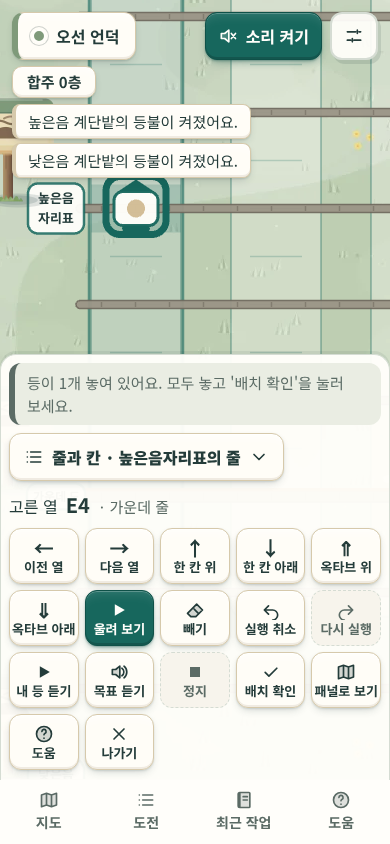 오선 언덕
소리 켜기
합주 0층
높은음 계단밭의 등불이 켜졌어요.
낮은음 계단밭의 등불이 켜졌어요.
높은음
자리표
등이 1개 놓여 있어요. 모두 놓고 '배치 확인'을 눌러
보세요.
줄과 칸 · 높은음자리표의 줄
고른 열 E4 · 가운데 줄
이전 열
다음 열
한 칸 위
한 칸 아래
옥타브 위
옥타브 아래
울려 보기
빼기
실행 취소
다시 실행
내 등 듣기
목표 듣기
정지
배치 확인
패널로 보기
도움
나가기
지도
도전
최근 작업
도움